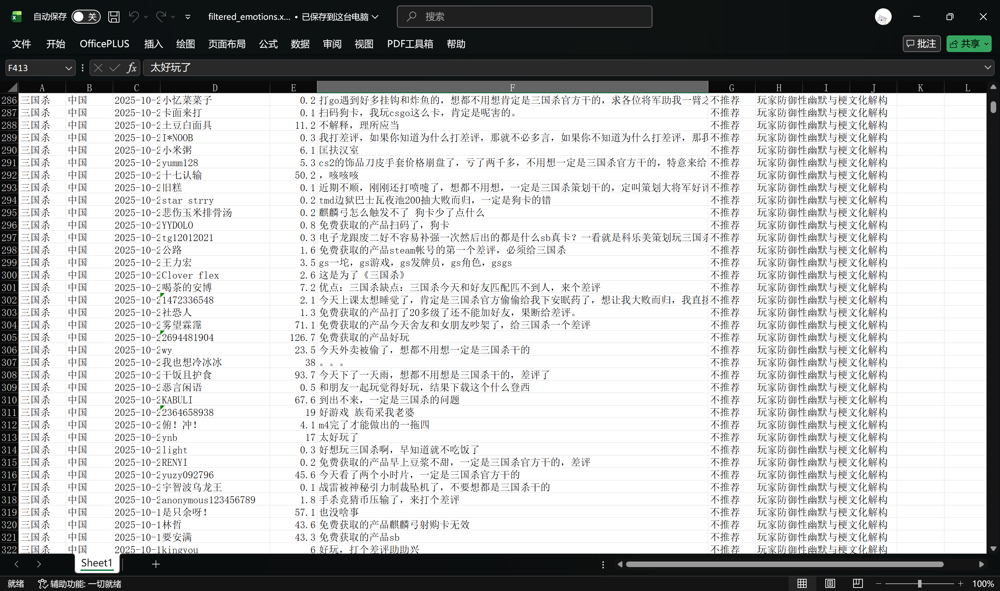 自动保存 关 filtered_emotions.x... • 已保存到这台电脑 搜索
文件 开始 OfficePLUS 插入 绘图 页面布局 公式 数据 审阅 视图 PDF工具箱 帮助 批注 共享
F413 fx 太好玩了
A B C D E F G H I J K L
286 三国杀 中国 2025-10-2 小忆菜菜子 0.2 打go遇到好多挂钩和炸鱼的，想都不用想肯定是三国杀官方干的，求各位将军助我一臂之 不推荐 玩家防御性幽默与梗文化解构
287 三国杀 中国 2025-10-2 卡面来打 0.1 扫码狗卡，我玩csgo这么卡，肯定是呢害的。 不推荐 玩家防御性幽默与梗文化解构
288 三国杀 中国 2025-10-2 土豆白面具 11.2 不解释，理所应当 不推荐 玩家防御性幽默与梗文化解构
289 三国杀 中国 2025-10-2 I*NOOB 0.3 我打差评，如果你知道为什么打差评，那就不必多言，如果你不知道为什么打差评，那我 不推荐 玩家防御性幽默与梗文化解构
290 三国杀 中国 2025-10-2 小米粥 6.1 匡扶汉室 不推荐 玩家防御性幽默与梗文化解构
291 三国杀 中国 2025-10-2 yumm128 5.3 cs2的饰品刀皮手套价格崩盘了，亏了两千多，不用想一定是三国杀官方干的，特意来给 不推荐 玩家防御性幽默与梗文化解构
292 三国杀 中国 2025-10-2 十七认输 50.2 ，咳咳咳 不推荐 玩家防御性幽默与梗文化解构
293 三国杀 中国 2025-10-2 旧糕 0.1 近期不顺，刚刚还打喷嚏了，想都不用想，一定是三国杀策划干的，定叫策划大将军好评 不推荐 玩家防御性幽默与梗文化解构
294 三国杀 中国 2025-10-2 star strry 0.2 tmd边狱巴士瓦夜池200抽大败而归，一定是狗卡的错 不推荐 玩家防御性幽默与梗文化解构
295 三国杀 中国 2025-10-2 悲伤玉米排骨汤 0.2 麒麟弓怎么触发不了 狗卡少了点什么 不推荐 玩家防御性幽默与梗文化解构
296 三国杀 中国 2025-10-2 YYDOLO 0.8 免费获取的产品扫码了，狗卡 不推荐 玩家防御性幽默与梗文化解构
297 三国杀 中国 2025-10-2 tg12012021 0.3 电子龙跟废二好不容易补强一次然后出的都是什么sb真卡？一看就是科乐美策划玩三国杀 不推荐 玩家防御性幽默与梗文化解构
298 三国杀 中国 2025-10-2 公路 1.6 免费获取的产品steam帐号的第一个差评，必须给三国杀 不推荐 玩家防御性幽默与梗文化解构
299 三国杀 中国 2025-10-2 王力宏 3.5 gs一坨，gs游戏，gs发牌员，gs角色，gsgs 不推荐 玩家防御性幽默与梗文化解构
300 三国杀 中国 2025-10-2 Clover flex 2.6 这是为了《三国杀》 不推荐 玩家防御性幽默与梗文化解构
301 三国杀 中国 2025-10-2 喝茶的安博 7.2 优点：三国杀缺点：三国杀今天和好友匹配匹不到人，来个差评 不推荐 玩家防御性幽默与梗文化解构
302 三国杀 中国 2025-10-2 1472336548 2.1 今天上课太想睡觉了，肯定是三国杀官方偷偷给我下安眠药了，想让我大败而归，我直接 不推荐 玩家防御性幽默与梗文化解构
303 三国杀 中国 2025-10-2 社恐人 1.3 免费获取的产品打了20多级了还不能加好友，果断给差评。 不推荐 玩家防御性幽默与梗文化解构
304 三国杀 中国 2025-10-2 雾望霖霪 71.1 免费获取的产品今天舍友和女朋友吵架了，给三国杀一个差评 不推荐 玩家防御性幽默与梗文化解构
305 三国杀 中国 2025-10-2 2694481904 126.7 免费获取的产品好玩 不推荐 玩家防御性幽默与梗文化解构
306 三国杀 中国 2025-10-2 wy 23.5 今天外卖被偷了，想都不用想一定是三国杀干的 不推荐 玩家防御性幽默与梗文化解构
307 三国杀 中国 2025-10-2 我也想冷冰冰 38 。。。 不推荐 玩家防御性幽默与梗文化解构
308 三国杀 中国 2025-10-2 干饭且护食 93.7 今天下了一天雨，想都不用想是三国杀干的，差评了 不推荐 玩家防御性幽默与梗文化解构
309 三国杀 中国 2025-10-2 恶言闲语 0.5 和朋友一起玩觉得好玩，结果下载这个什么登西 不推荐 玩家防御性幽默与梗文化解构
310 三国杀 中国 2025-10-2 KABULI 67.6 到出不来，一定是三国杀的问题 不推荐 玩家防御性幽默与梗文化解构
311 三国杀 中国 2025-10-2 2364658938 19 好游戏 族荀采我老婆 不推荐 玩家防御性幽默与梗文化解构
312 三国杀 中国 2025-10-2 俯！冲！ 4.1 m4完了才能做出的一拖四 不推荐 玩家防御性幽默与梗文化解构
313 三国杀 中国 2025-10-2 ynb 17 太好玩了 不推荐 玩家防御性幽默与梗文化解构
314 三国杀 中国 2025-10-2 light 0.3 好想玩三国杀啊，早知道就不吃饭了 不推荐 玩家防御性幽默与梗文化解构
315 三国杀 中国 2025-10-2 RENYI 0.2 免费获取的产品早上豆浆不甜，一定是三国杀官方干的，差评 不推荐 玩家防御性幽默与梗文化解构
316 三国杀 中国 2025-10-2 yuzy092796 45.6 今天看了两个小时片，一定是三国杀官方干的 不推荐 玩家防御性幽默与梗文化解构
317 三国杀 中国 2025-10-2 宇智波乌龙王 0.1 战雷被神秘引力制裁坠机了，不要想都是三国杀干的 不推荐 玩家防御性幽默与梗文化解构
318 三国杀 中国 2025-10-2 anonymous123456789 1.8 手杀竞猜币压输了，来打个差评 不推荐 玩家防御性幽默与梗文化解构
319 三国杀 中国 2025-10-1 是只余呀！ 57.1 也没啥事 不推荐 玩家防御性幽默与梗文化解构
320 三国杀 中国 2025-10-1 林哲 43.6 免费获取的产品麒麟弓射购卡无效 不推荐 玩家防御性幽默与梗文化解构
321 三国杀 中国 2025-10-1 要安满 43.3 免费获取的产品sb 不推荐 玩家防御性幽默与梗文化解构
322 三国杀 中国 2025-10-1 kingyou 6 好玩，打个差评助助兴 不推荐 玩家防御性幽默与梗文化解构
Sheet1
就绪 辅助功能: 一切就绪 100%